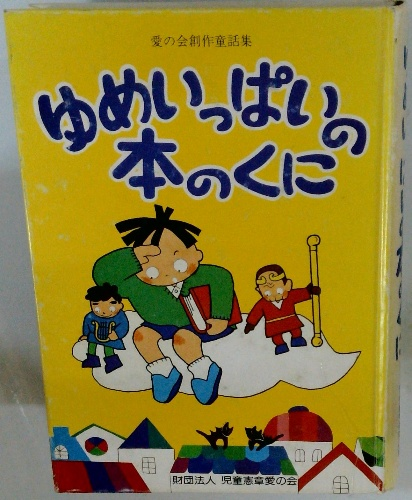 愛の会創作童話集
ゆめいっぱいの
本のくに
財団法人 児童憲章愛の会